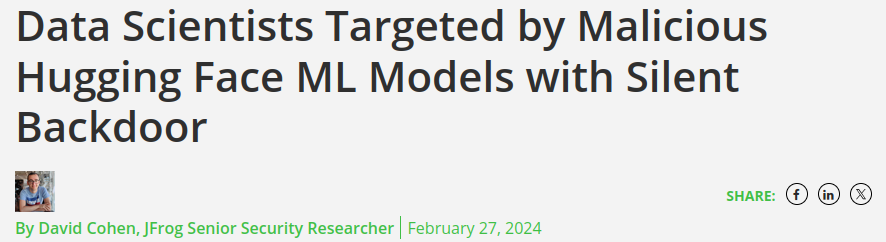 Data Scientists Targeted by Malicious
Hugging Face ML Models with Silent
Backdoor
SHARE:
By David Cohen, JFrog Senior Security Researcher | February 27, 2024